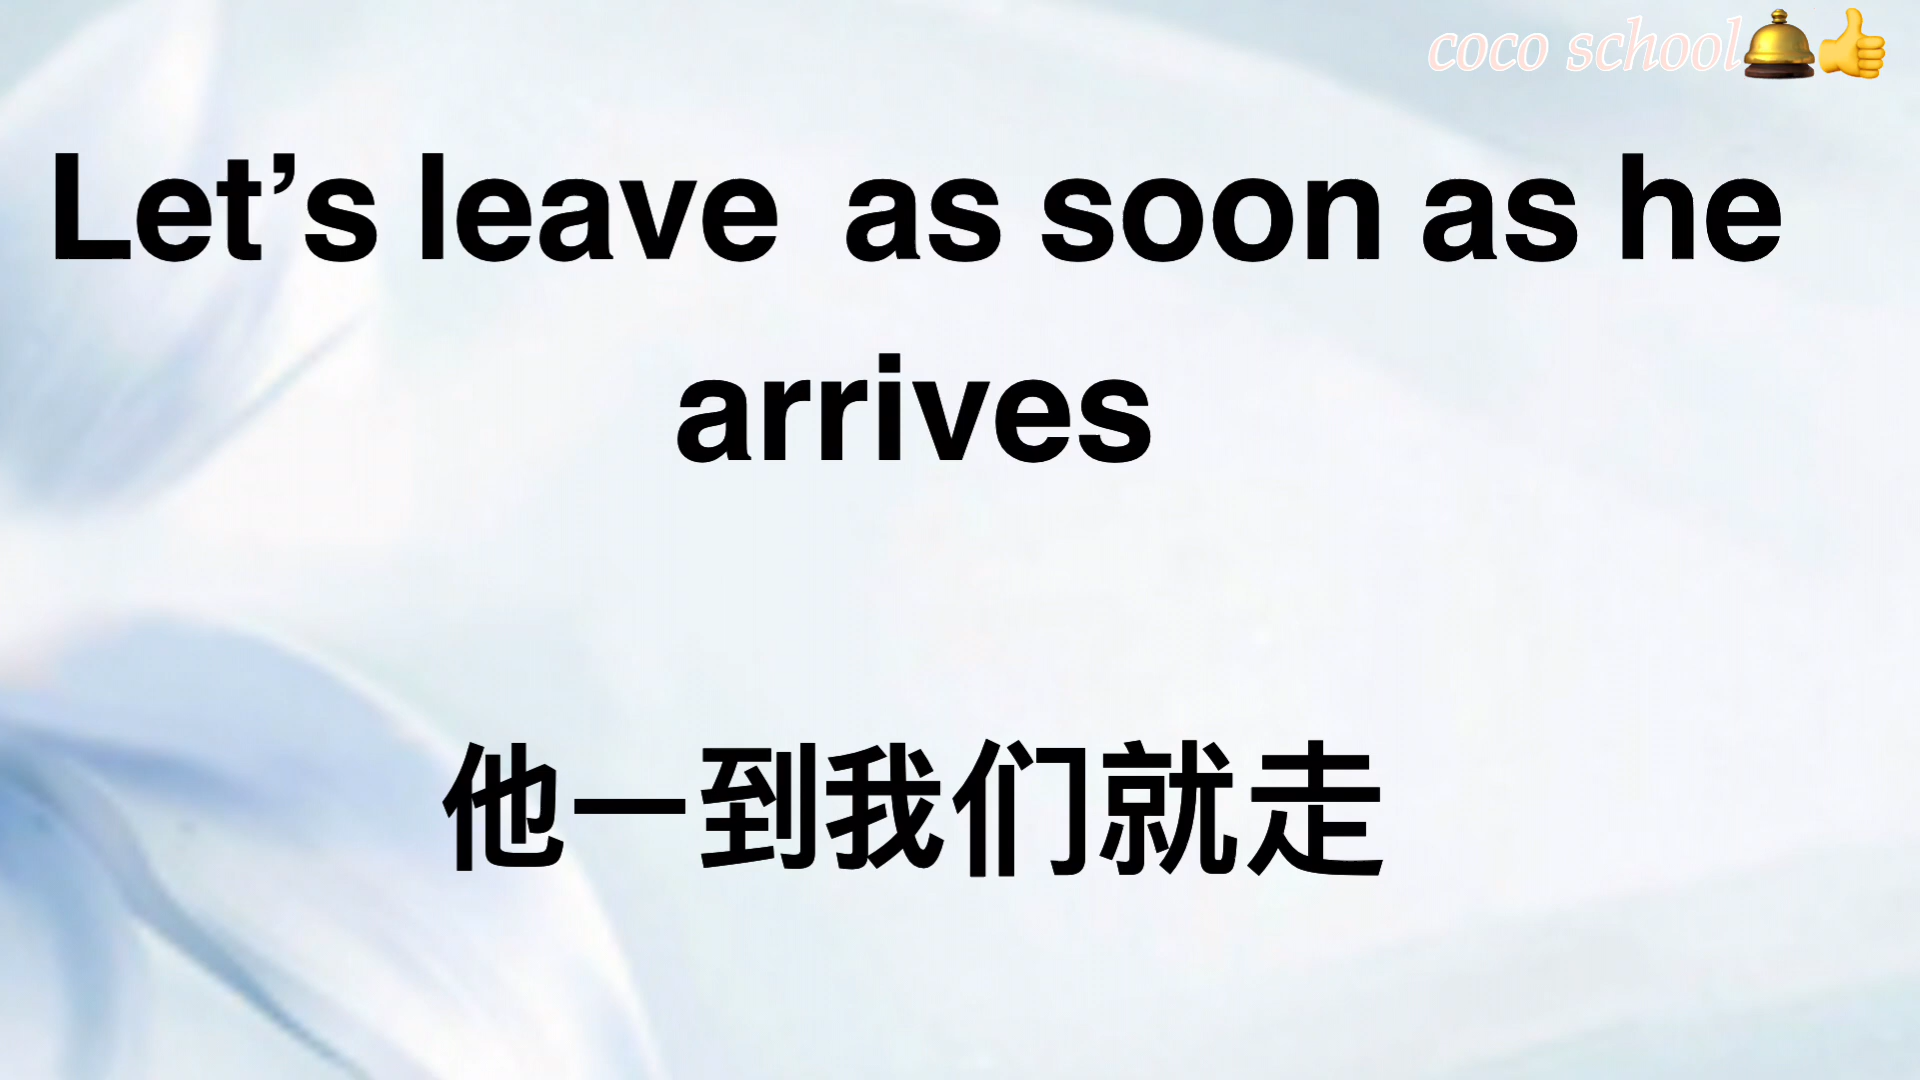 coco school🛎️👍
Let’s leave  as soon as he
arrives
他一到我们就走